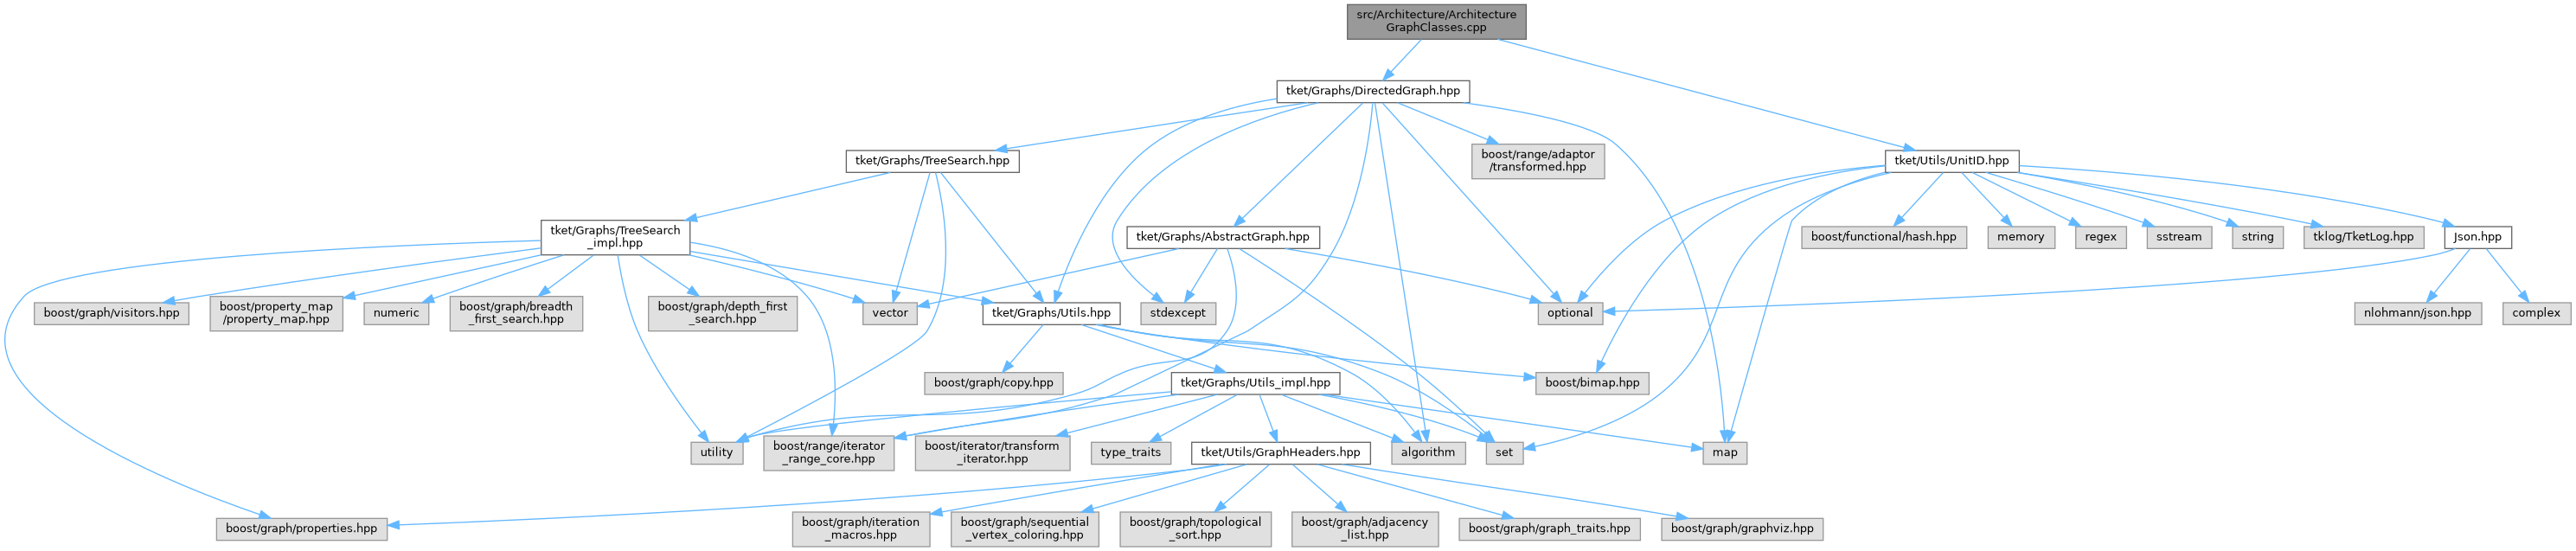 src/Architecture/Architecture
GraphClasses.cpp
tket/Graphs/DirectedGraph.hpp
tket/Graphs/TreeSearch.hpp
boost/range/adaptor
/transformed.hpp
tket/Utils/UnitID.hpp
tket/Graphs/TreeSearch
_impl.hpp
tket/Graphs/AbstractGraph.hpp
boost/functional/hash.hpp
memory
regex
sstream
string
tklog/TketLog.hpp
Json.hpp
boost/graph/visitors.hpp
boost/property_map
/property_map.hpp
numeric
boost/graph/breadth
_first_search.hpp
boost/graph/depth_first
_search.hpp
vector
tket/Graphs/Utils.hpp
stdexcept
optional
nlohmann/json.hpp
complex
boost/graph/copy.hpp
tket/Graphs/Utils_impl.hpp
boost/bimap.hpp
utility
boost/range/iterator
_range_core.hpp
boost/iterator/transform
_iterator.hpp
type_traits
tket/Utils/GraphHeaders.hpp
algorithm
set
map
boost/graph/properties.hpp
boost/graph/iteration
_macros.hpp
boost/graph/sequential
_vertex_coloring.hpp
boost/graph/topological
_sort.hpp
boost/graph/adjacency
_list.hpp
boost/graph/graph_traits.hpp
boost/graph/graphviz.hpp